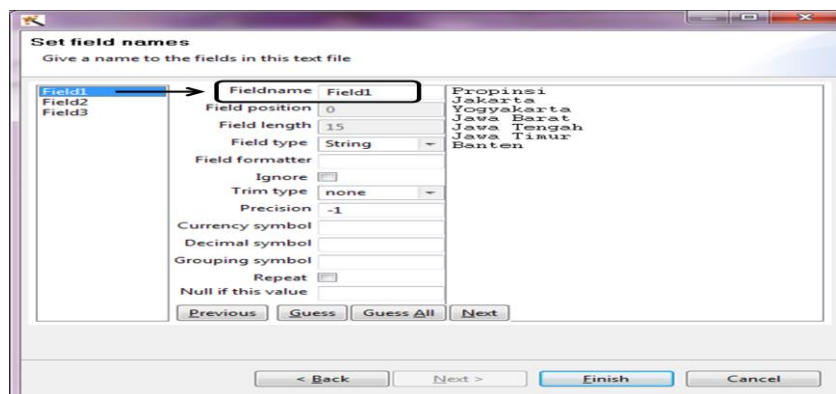 Set field names
Give a name to the fields in this text file
Field1
Field2
Field3
Fieldname Field1
Field position 0
Field length 15
Field type String
Field formatter
Ignore
Trim type none
Precision -1
Currency symbol
Decimal symbol
Grouping symbol
Repeat
Null if this value
Previous Guess Guess All Next
Propinsi
Jakarta
Yogyakarta
Jawa Barat
Jawa Tengah
Jawa Timur
Banten
< Back Next > Finish Cancel